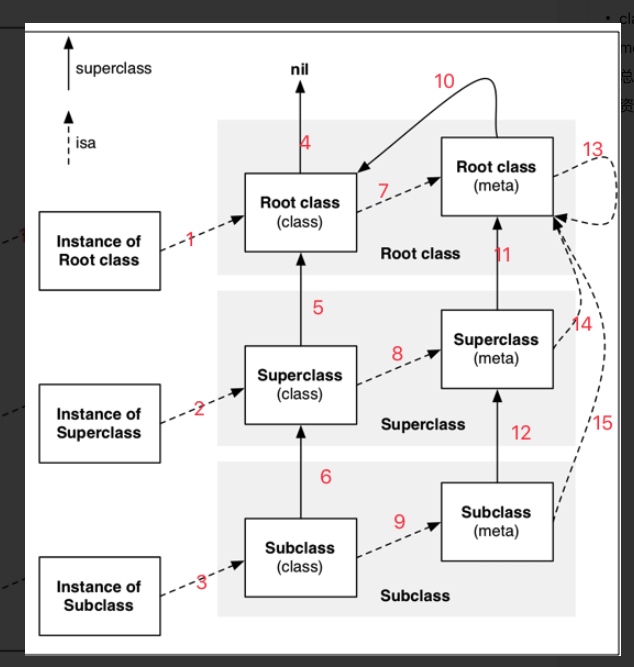 cla
mi
总
资
superclass
isa
nil
10
4
13
Root class
(meta)
7
Root class
(class)
1
Instance of
Root class
Root class
11
5
14
Superclass
(meta)
8
Superclass
(class)
2
Instance of
Superclass
Superclass
15
12
6
Subclass
(meta)
9
Subclass
(class)
3
Instance of
Subclass
Subclass